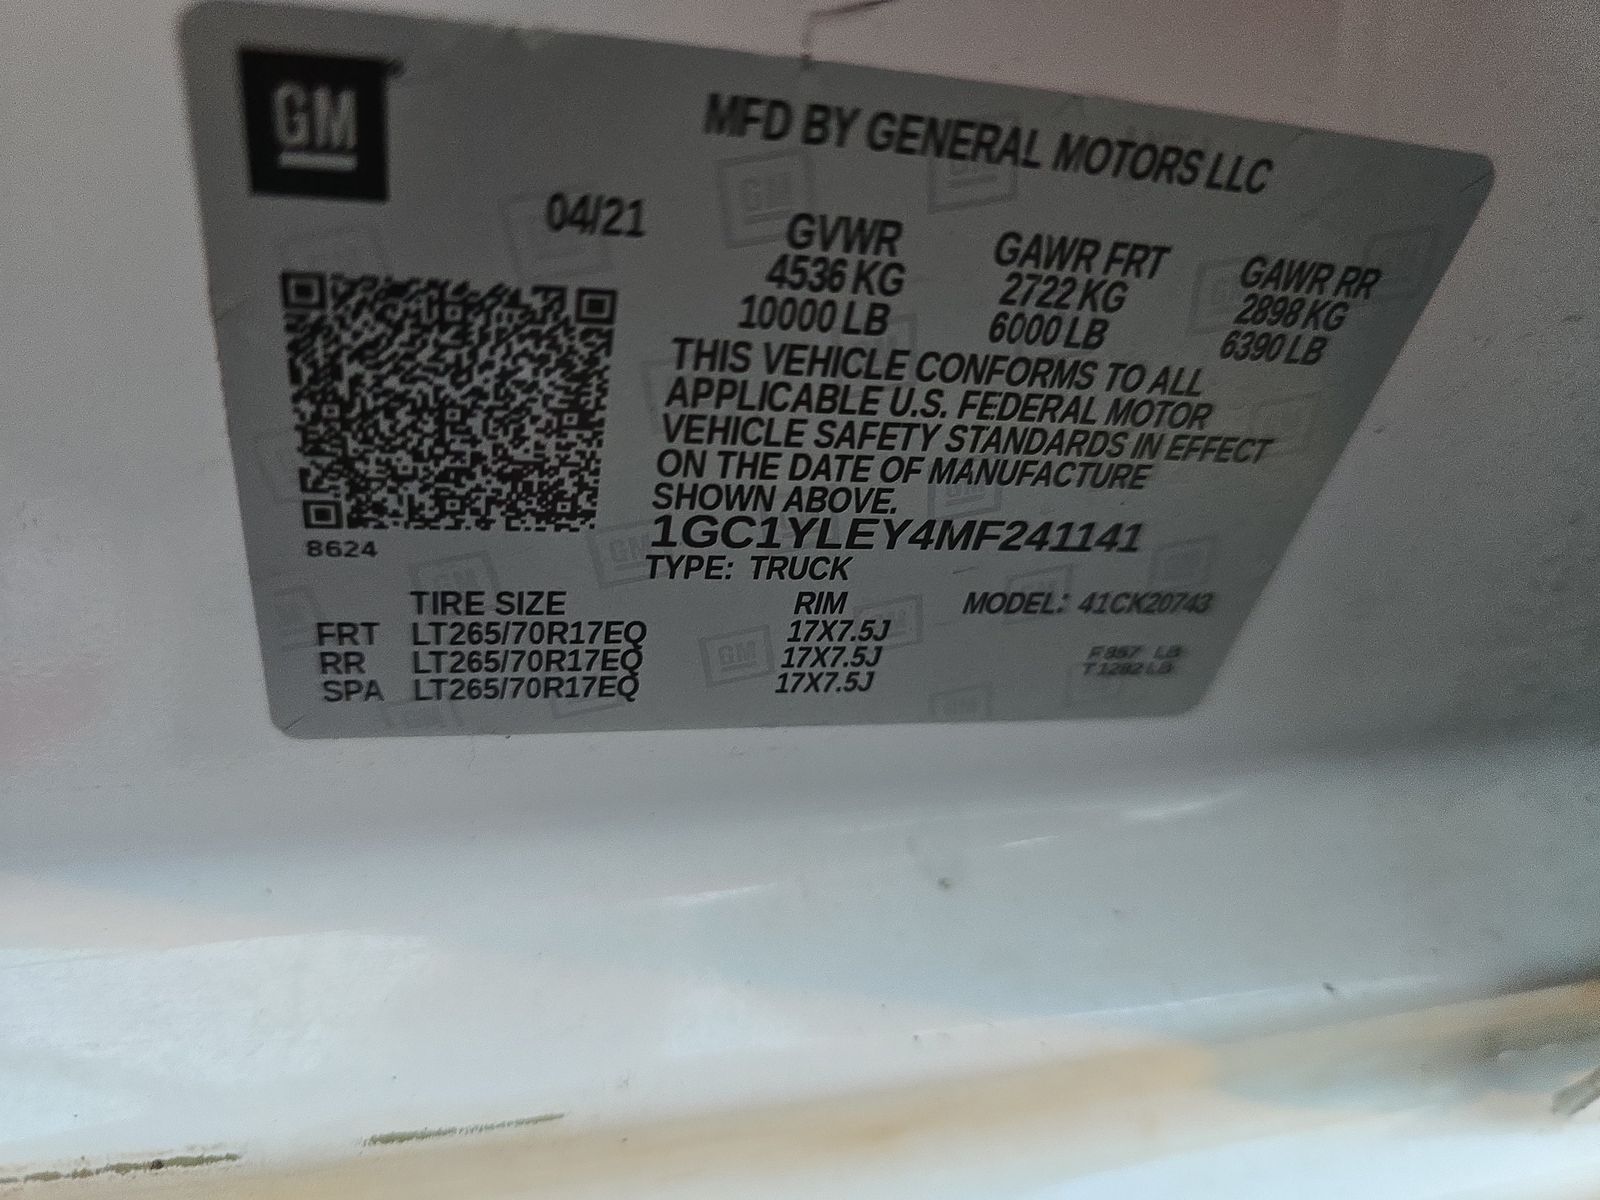 GM
MFD BY GENERAL MOTORS LLC
04/21
GVWR GAWR FRT GAWR RR
4536 KG 2722 KG 2898 KG
10000 LB 6000 LB 6390 LB
THIS VEHICLE CONFORMS TO ALL
APPLICABLE U.S. FEDERAL MOTOR
VEHICLE SAFETY STANDARDS IN EFFECT
ON THE DATE OF MANUFACTURE
SHOWN ABOVE.
8624
1GC1YLEY4MF241141
TYPE: TRUCK
TIRE SIZE RIM MODEL: 41CK20743
FRT LT265/70R17EQ 17X7.5J
RR LT265/70R17EQ 17X7.5J
SPA LT265/70R17EQ 17X7.5J
LB
T 1282 LB